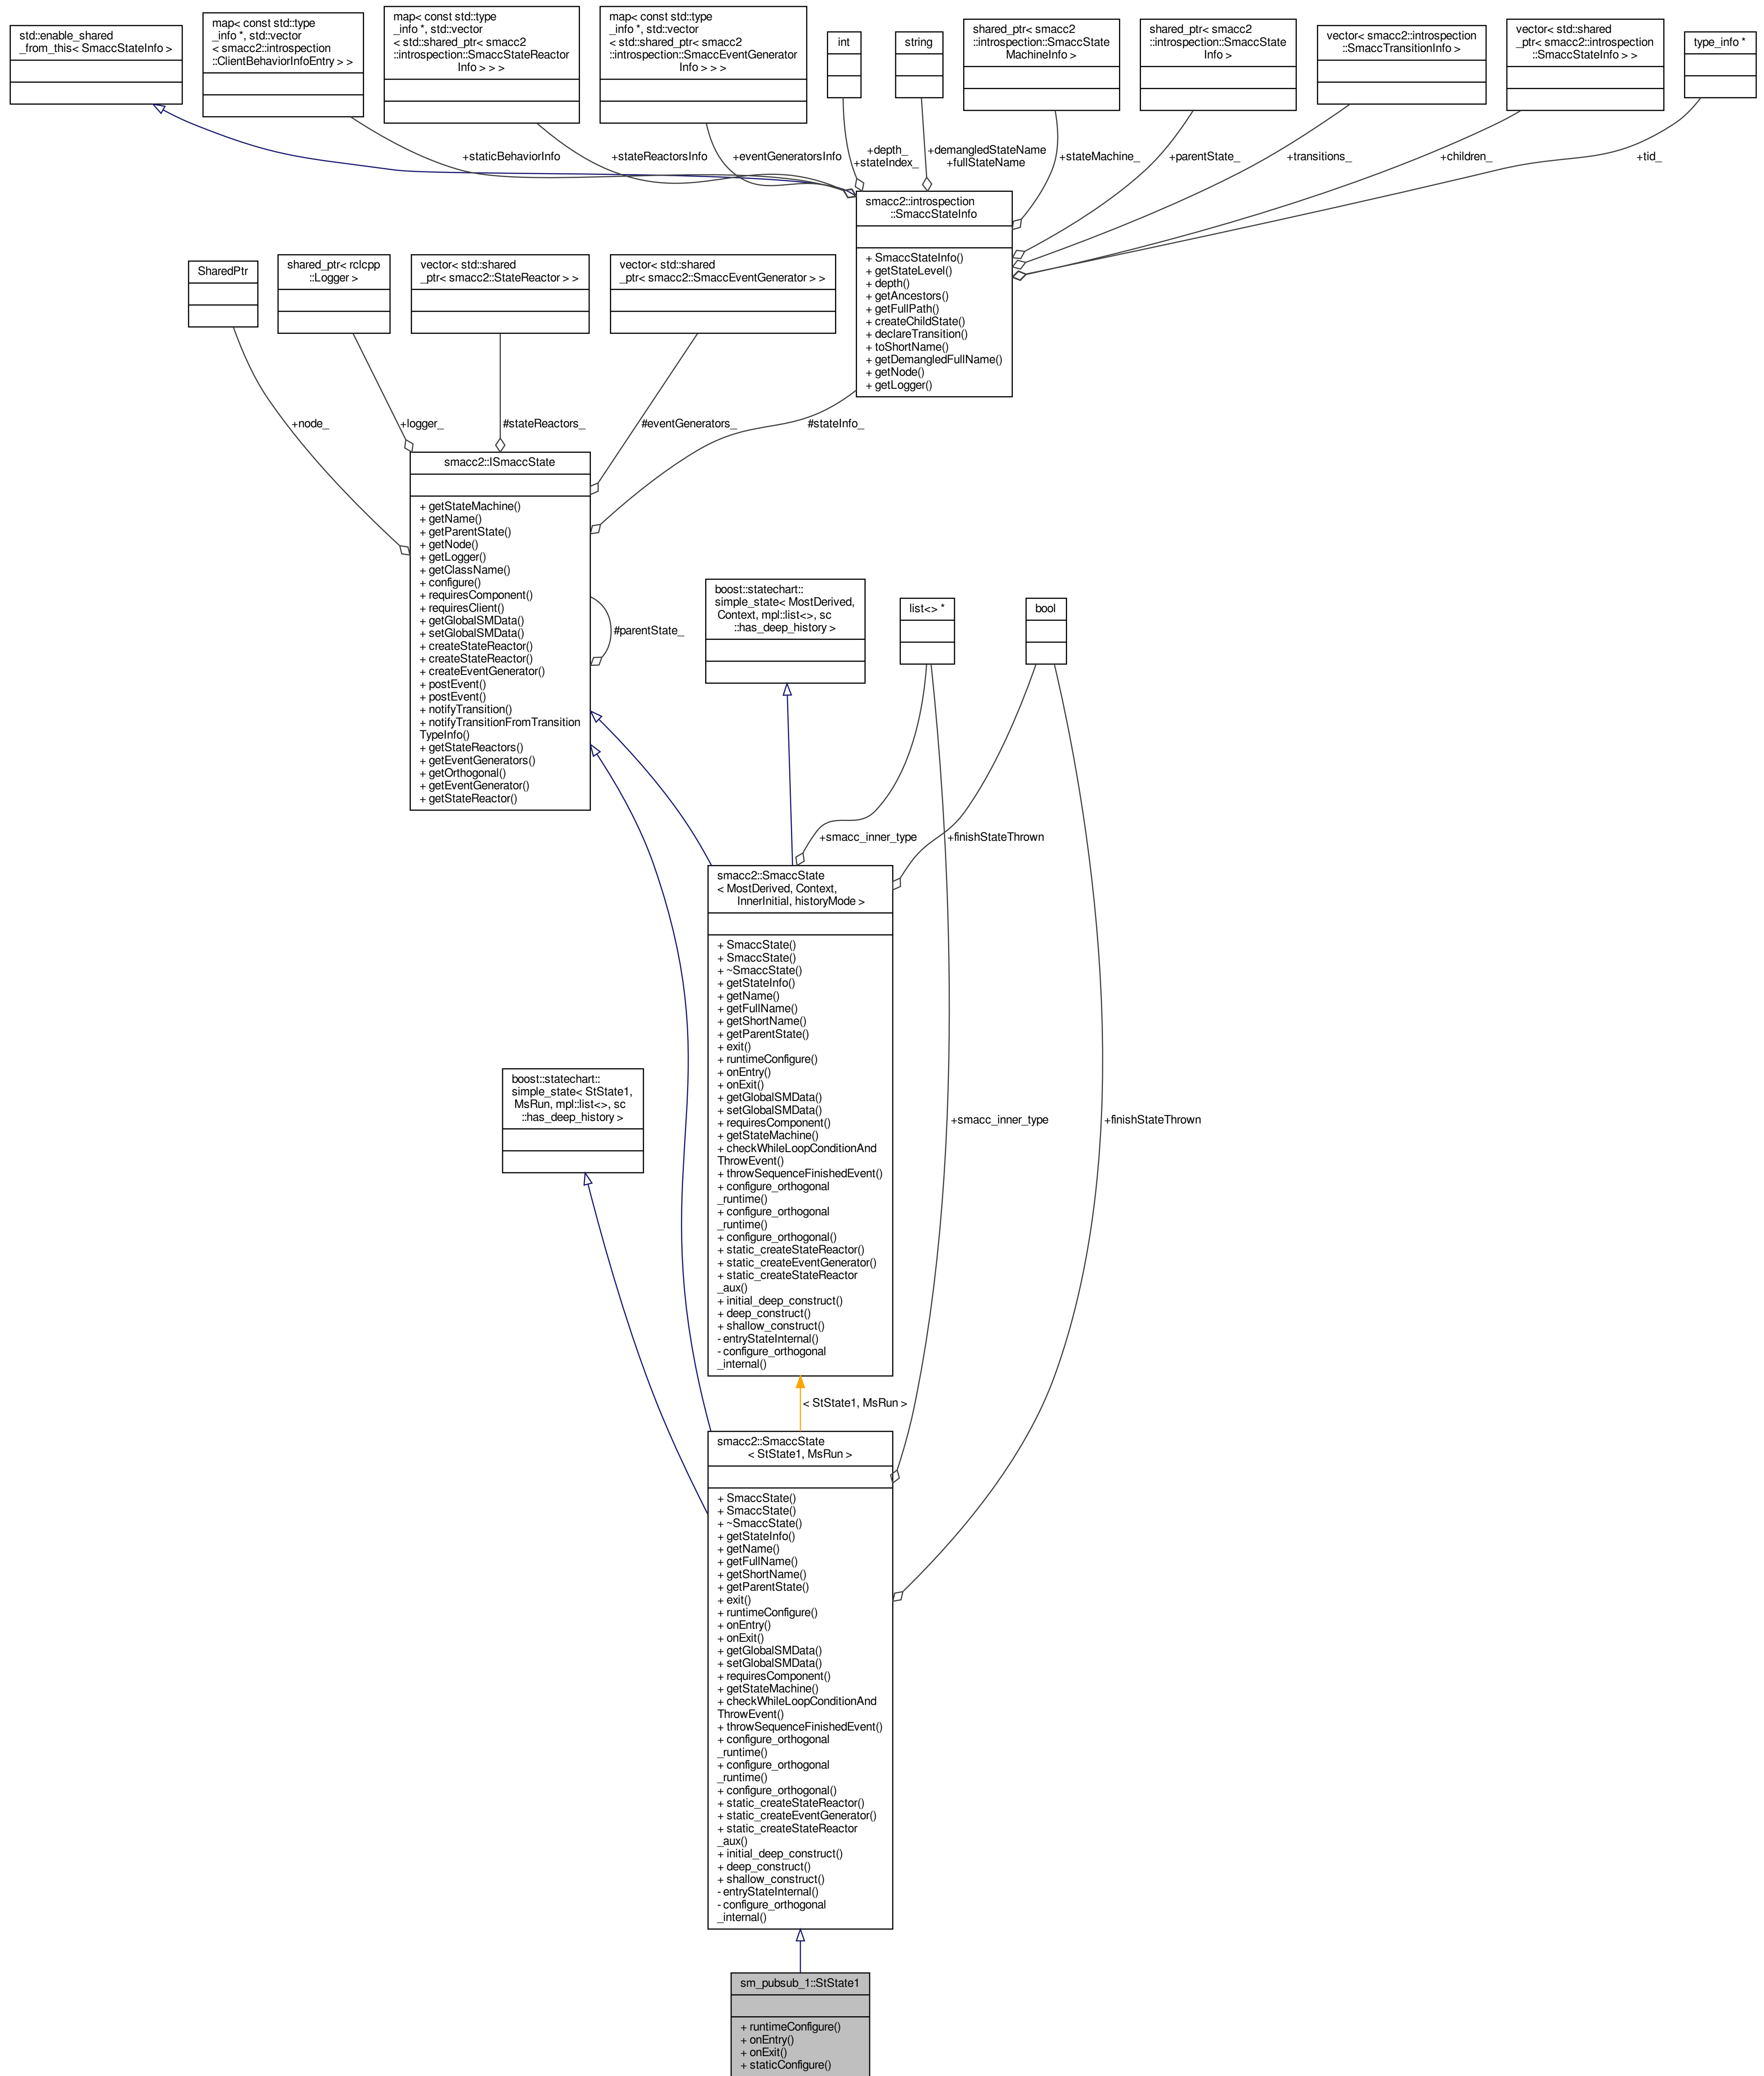 std::enable_shared
_from_this< SmaccStateInfo >
map< const std::type
_info *, std::vector
< smacc2::introspection
::ClientBehaviorInfoEntry > >
map< const std::type
_info *, std::vector
< std::shared_ptr< smacc2
::introspection::SmaccStateReactor
Info > > >
map< const std::type
_info *, std::vector
< std::shared_ptr< smacc2
::introspection::SmaccEventGenerator
Info > > >
int
string
shared_ptr< smacc2
::introspection::SmaccState
MachineInfo >
shared_ptr< smacc2
::introspection::SmaccState
Info >
vector< smacc2::introspection
::SmaccTransitionInfo >
vector< std::shared
_ptr< smacc2::introspection
::SmaccStateInfo > >
type_info *
+staticBehaviorInfo
+stateReactorsInfo
+eventGeneratorsInfo
+depth_
+stateIndex_
+demangledStateName
+fullStateName
+stateMachine_
+parentState_
+transitions_
+children_
+tid_
smacc2::introspection
::SmaccStateInfo
+ SmaccStateInfo()
+ getStateLevel()
+ depth()
+ getAncestors()
+ getFullPath()
+ createChildState()
+ declareTransition()
+ toShortName()
+ getDemangledFullName()
+ getNode()
+ getLogger()
SharedPtr
shared_ptr< rclcpp
::Logger >
vector< std::shared
_ptr< smacc2::StateReactor > >
vector< std::shared
_ptr< smacc2::SmaccEventGenerator > >
+node_
+logger_
#stateReactors_
#eventGenerators_
#stateInfo_
smacc2::ISmaccState
+ getStateMachine()
+ getName()
+ getParentState()
+ getNode()
+ getLogger()
+ getClassName()
+ configure()
+ requiresComponent()
+ requiresClient()
+ getGlobalSMData()
+ setGlobalSMData()
+ createStateReactor()
+ createStateReactor()
+ createEventGenerator()
+ postEvent()
+ postEvent()
+ notifyTransition()
+ notifyTransitionFromTransition
TypeInfo()
+ getStateReactors()
+ getEventGenerators()
+ getOrthogonal()
+ getEventGenerator()
+ getStateReactor()
#parentState_
boost::statechart::
simple_state< MostDerived,
Context, mpl::list<>, sc
::has_deep_history >
list<> *
bool
+smacc_inner_type
+finishStateThrown
smacc2::SmaccState
< MostDerived, Context,
InnerInitial, historyMode >
+ SmaccState()
+ SmaccState()
+ ~SmaccState()
+ getStateInfo()
+ getName()
+ getFullName()
+ getShortName()
+ getParentState()
+ exit()
+ runtimeConfigure()
+ onEntry()
+ onExit()
+ getGlobalSMData()
+ setGlobalSMData()
+ requiresComponent()
+ getStateMachine()
+ checkWhileLoopConditionAnd
ThrowEvent()
+ throwSequenceFinishedEvent()
+ configure_orthogonal
_runtime()
+ configure_orthogonal
_runtime()
+ configure_orthogonal()
+ static_createStateReactor()
+ static_createEventGenerator()
+ static_createStateReactor
_aux()
+ initial_deep_construct()
+ deep_construct()
+ shallow_construct()
- entryStateInternal()
- configure_orthogonal
_internal()
boost::statechart::
simple_state< StState1,
MsRun, mpl::list<>, sc
::has_deep_history >
+smacc_inner_type
+finishStateThrown
< StState1, MsRun >
smacc2::SmaccState
< StState1, MsRun >
+ SmaccState()
+ SmaccState()
+ ~SmaccState()
+ getStateInfo()
+ getName()
+ getFullName()
+ getShortName()
+ getParentState()
+ exit()
+ runtimeConfigure()
+ onEntry()
+ onExit()
+ getGlobalSMData()
+ setGlobalSMData()
+ requiresComponent()
+ getStateMachine()
+ checkWhileLoopConditionAnd
ThrowEvent()
+ throwSequenceFinishedEvent()
+ configure_orthogonal
_runtime()
+ configure_orthogonal
_runtime()
+ configure_orthogonal()
+ static_createStateReactor()
+ static_createEventGenerator()
+ static_createStateReactor
_aux()
+ initial_deep_construct()
+ deep_construct()
+ shallow_construct()
- entryStateInternal()
- configure_orthogonal
_internal()
sm_pubsub_1::StState1
+ runtimeConfigure()
+ onEntry()
+ onExit()
+ staticConfigure()